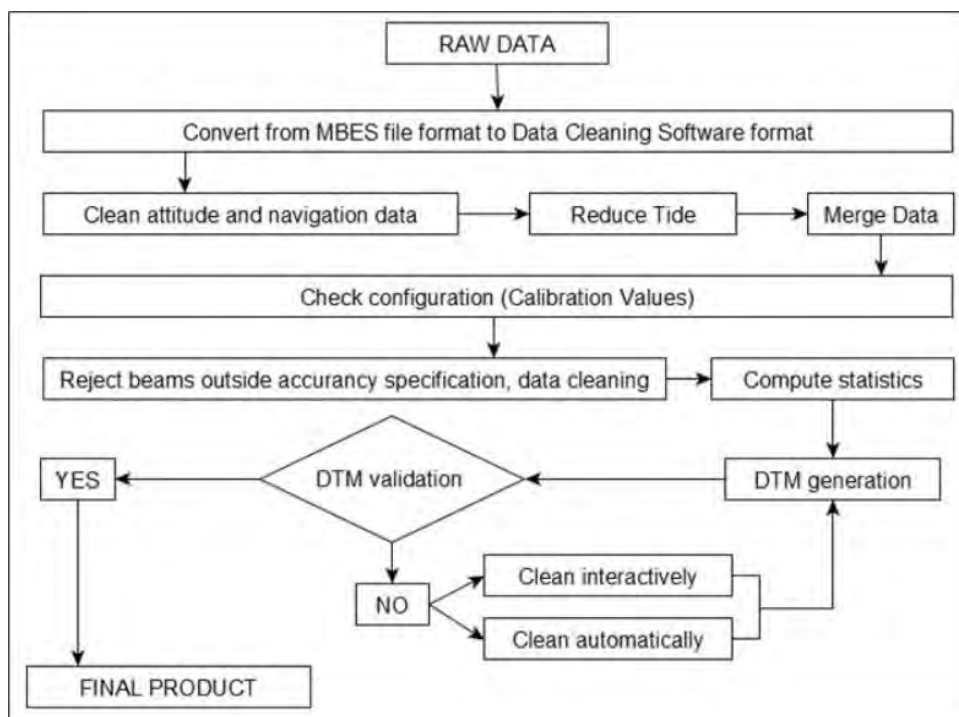 RAW DATA
Convert from MBES file format to Data Cleaning Software format
Clean attitude and navigation data
Reduce Tide
Merge Data
Check configuration (Calibration Values)
Reject beams outside accurancy specification, data cleaning
Compute statistics
YES
DTM validation
DTM generation
NO
Clean interactively
Clean automatically
FINAL PRODUCT